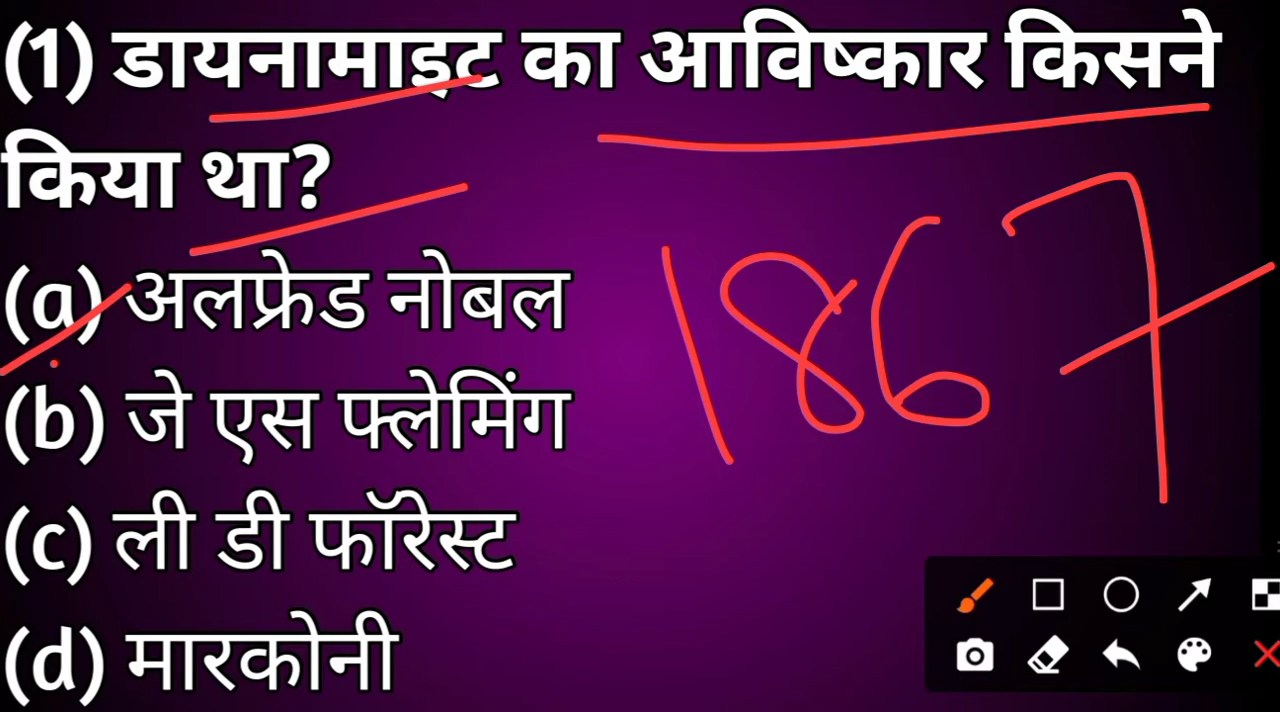 (1) डायनामाइट का आविष्कार किसने
किया था?
(a) अलफ्रेड नोबल
(b) जे एस फ्लेमिंग
(c) ली डी फॉरेस्ट
(d) मारकोनी
1867